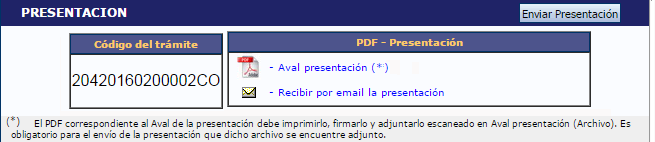 PRESENTACION
Enviar Presentación
Código del trámite
20420160200002CO
PDF - Presentación
PDF
- Aval presentación (*)
- Recibir por email la presentación
(*) El PDF correspondiente al Aval de la presentación debe imprimirlo, firmarlo y adjuntarlo escaneado en Aval presentación (Archivo). Es
obligatorio para el envío de la presentación que dicho archivo se encuentre adjunto.